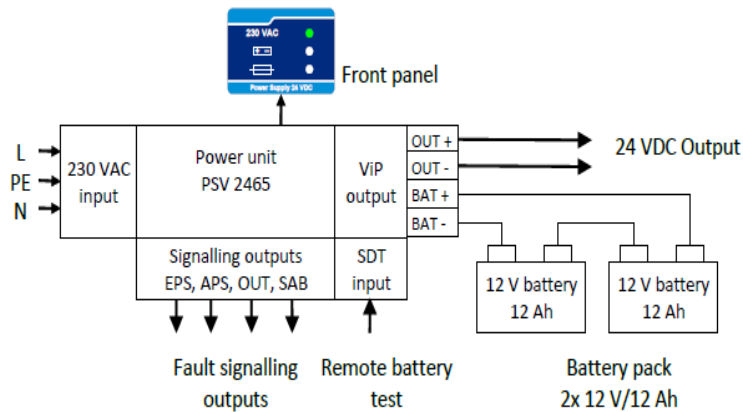 230 VAC
Power Supply 24 VDC
Front panel
L
PE
N
230 VAC
input
Power unit
PSV 2465
ViP
output
OUT +
OUT -
BAT +
BAT -
24 VDC Output
Signalling outputs
EPS, APS, OUT, SAB
SDT
input
12 V battery
12 Ah
12 V battery
12 Ah
Fault signalling
outputs
Remote battery
test
Battery pack
2x 12 V/12 Ah